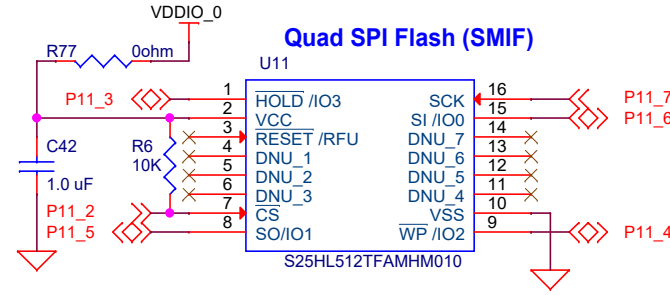 VDDIO_0
Quad SPI Flash (SMIF)
R77 0ohm
U11
P11_3 1 HOLD /IO3 SCK 16 P11_7
2 VCC SI /IO0 15 P11_6
3 RESET /RFU DNU_7 14
C42 R6 4 DNU_1 DNU_6 13
10K 5 DNU_2 DNU_5 12
1.0 uF 6 DNU_3 DNU_4 11
P11_2 7 CS VSS 10
P11_5 8 SO/IO1 WP /IO2 9 P11_4
S25HL512TFAMHM010